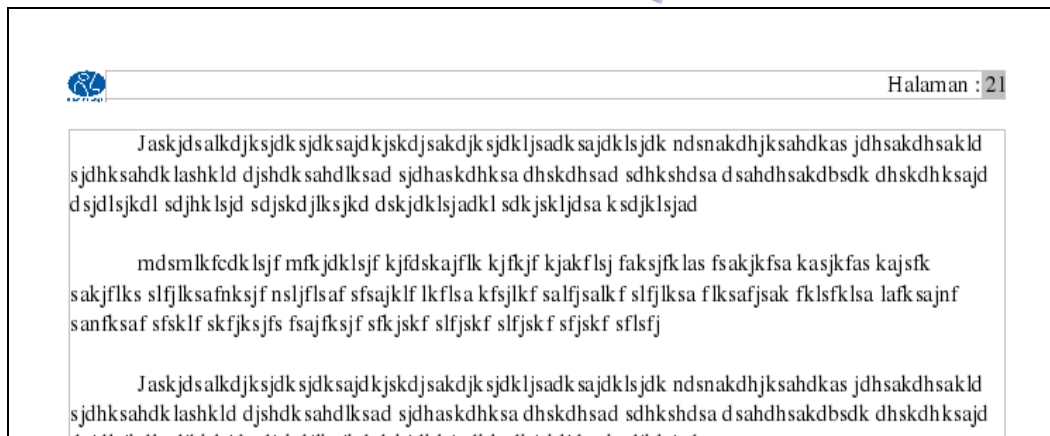 Halaman : 21
Jaskjdsalkdjksjdksjdksajdkjskdjsakdjksjdkljsadksajdklsjdk ndsnakdhjksahdkas jdhsakdhsakld
sjdhksahdklashkld djshdksahdlksad sjdhaskdhksa dhskdhsad sdhkshdsa dsahdhsakdbsdk dhskdhksajd
dsjdlsjkdl sdjhklsjd sdjskdjlksjkd dskjdklsjadkl sdkjskljdsa ksdjklsjad
mdsmlkfcdklsjf mfkjdklsjf kjfdskajflk kjfkjf kjakflsj faksjfklas fsakjkfsa kasjkfas kajsfk
sakjflks slfjlksafnksjf nsljflsaf sfsajklf lkflsa kfsjlkf salfjsalkf slfjlksa flksafjsak fklsfklsa lafksajnf
sanfksaf sfsklf skfjksjfs fsajfksjf sfkjskf slfjskf slfjskf sfjskf sflsfj
Jaskjdsalkdjksjdksjdksajdkjskdjsakdjksjdkljsadksajdklsjdk ndsnakdhjksahdkas jdhsakdhsakld
sjdhksahdklashkld djshdksahdlksad sjdhaskdhksa dhskdhsad sdhkshdsa dsahdhsakdbsdk dhskdhksajd